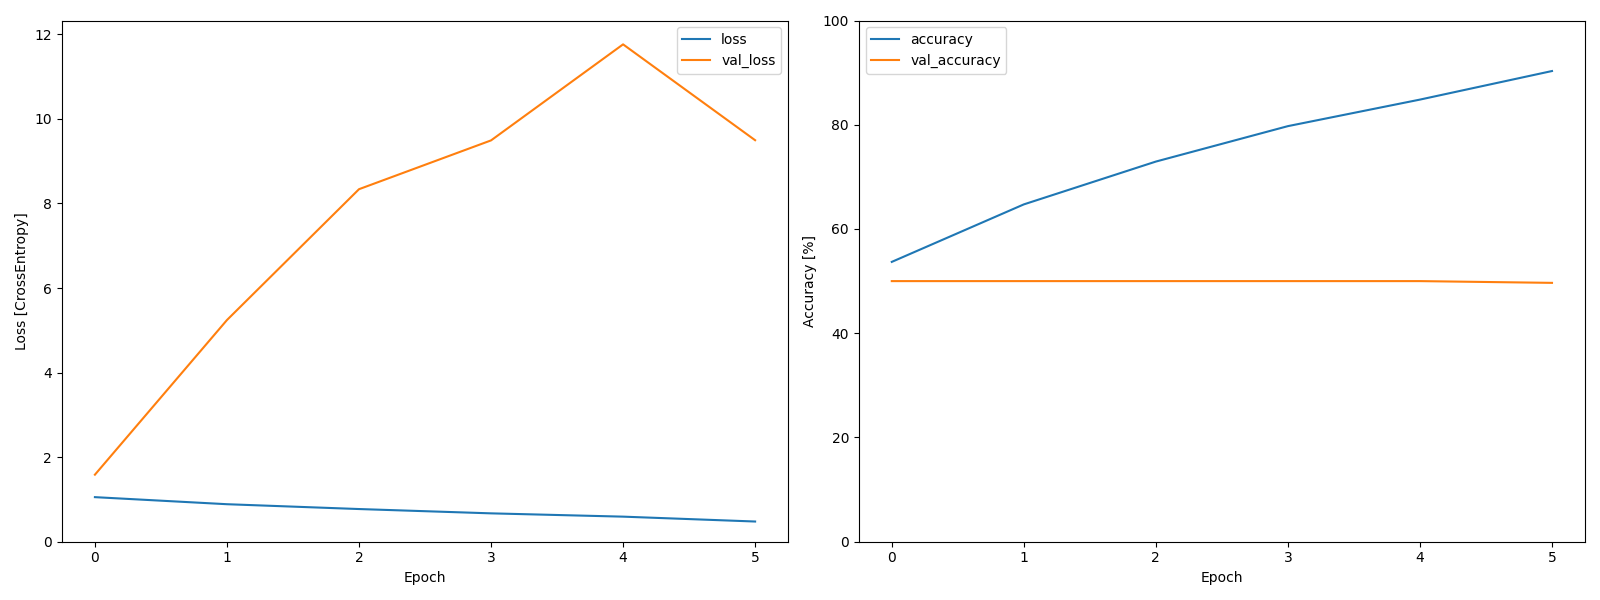 loss
val_loss
Loss [CrossEntropy]
12
10
8
6
4
2
0
0 1 2 3 4 5
Epoch
accuracy
val_accuracy
Accuracy [%]
100
80
60
40
20
0
0 1 2 3 4 5
Epoch